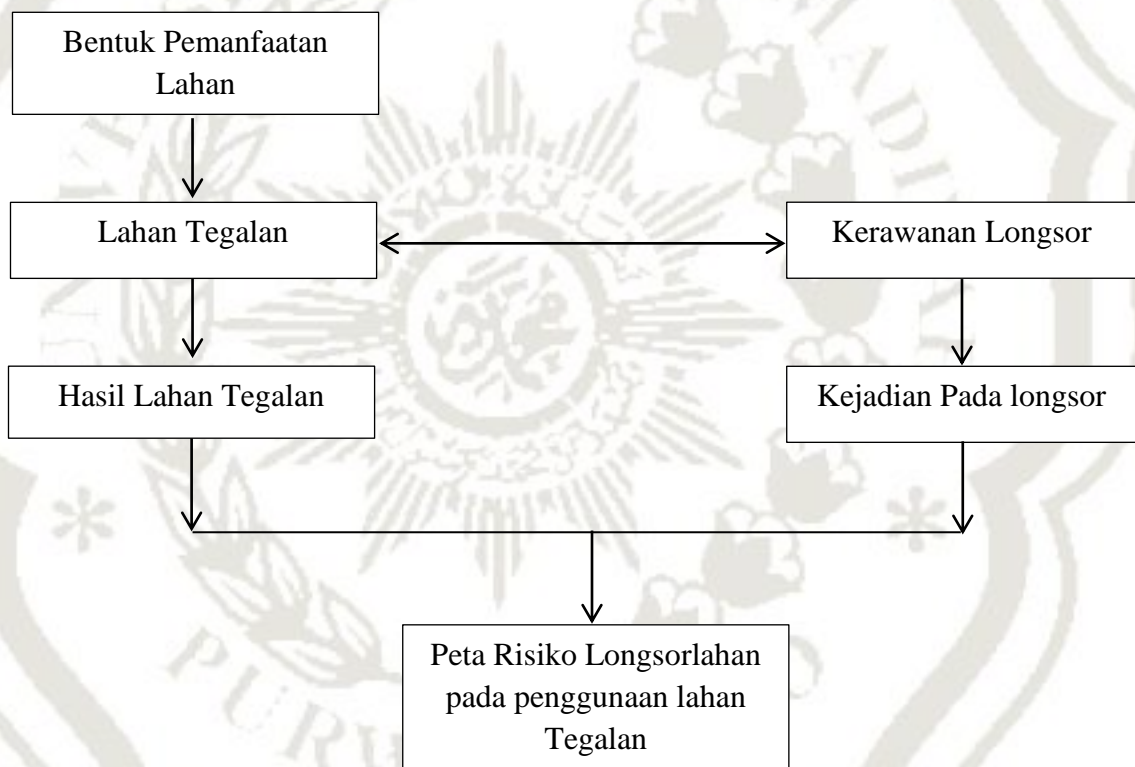 Bentuk Pemanfaatan
Lahan
Lahan Tegalan
Kerawanan Longsor
Hasil Lahan Tegalan
Kejadian Pada longsor
Peta Risiko Longsorlahan
pada penggunaan lahan
Tegalan